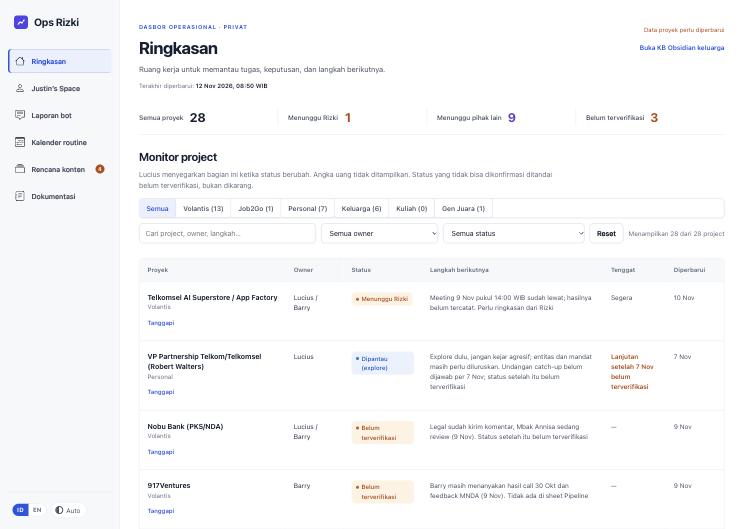 Ops Rizki
Ringkasan
Justin's Space
Laporan bot
Kalender routine
Rencana konten 4
Dokumentasi
ID EN Auto
DASBOR OPERASIONAL · PRIVAT
Ringkasan
Ruang kerja untuk memantau tugas, keputusan, dan langkah berikutnya.
Terakhir diperbarui: 12 Nov 2026, 08:50 WIB
Data proyek perlu diperbarui
Buka KB Obsidian keluarga
Semua proyek 28
Menunggu Rizki 1
Menunggu pihak lain 9
Belum terverifikasi 3
Monitor project
Lucius menyegarkan bagian ini ketika status berubah. Angka uang tidak ditampilkan. Status yang tidak bisa dikonfirmasi ditandai
belum terverifikasi, bukan dikarang.
Semua Volantis (13) Job2Go (1) Personal (7) Keluarga (6) Kuliah (0) Gen Juara (1)
Cari project, owner, langkah... Semua owner Semua status Reset Menampilkan 28 dari 28 project
Proyek Owner Status Langkah berikutnya Tenggat Diperbarui
Telkomsel AI Superstore / App Factory
Volantis
Tanggapi
Lucius /
Barry
Menunggu Rizki
Meeting 9 Nov pukul 14:00 WIB sudah lewat; hasilnya
belum tercatat. Perlu ringkasan dari Rizki
Segera
10 Nov
VP Partnership Telkom/Telkomsel
(Robert Walters)
Personal
Tanggapi
Lucius
Dipantau
(explore)
Explore dulu, jangan kejar agresif; entitas dan mandat
masih perlu diluruskan. Undangan catch-up belum
dijawab per 7 Nov; status setelah itu belum
terverifikasi
Lanjutan
setelah 7 Nov
belum
terverifikasi
7 Nov
Nobu Bank (PKS/NDA)
Volantis
Tanggapi
Lucius /
Barry
Belum
terverifikasi
Legal sudah kirim komentar, Mbak Annisa sedang
review (9 Nov). Status setelah itu belum terverifikasi
—
9 Nov
917Ventures
Volantis
Tanggapi
Barry
Belum
terverifikasi
Barry masih menanyakan hasil call 30 Okt dan
feedback MNDA (9 Nov). Tidak ada di sheet Pipeline
—
9 Nov